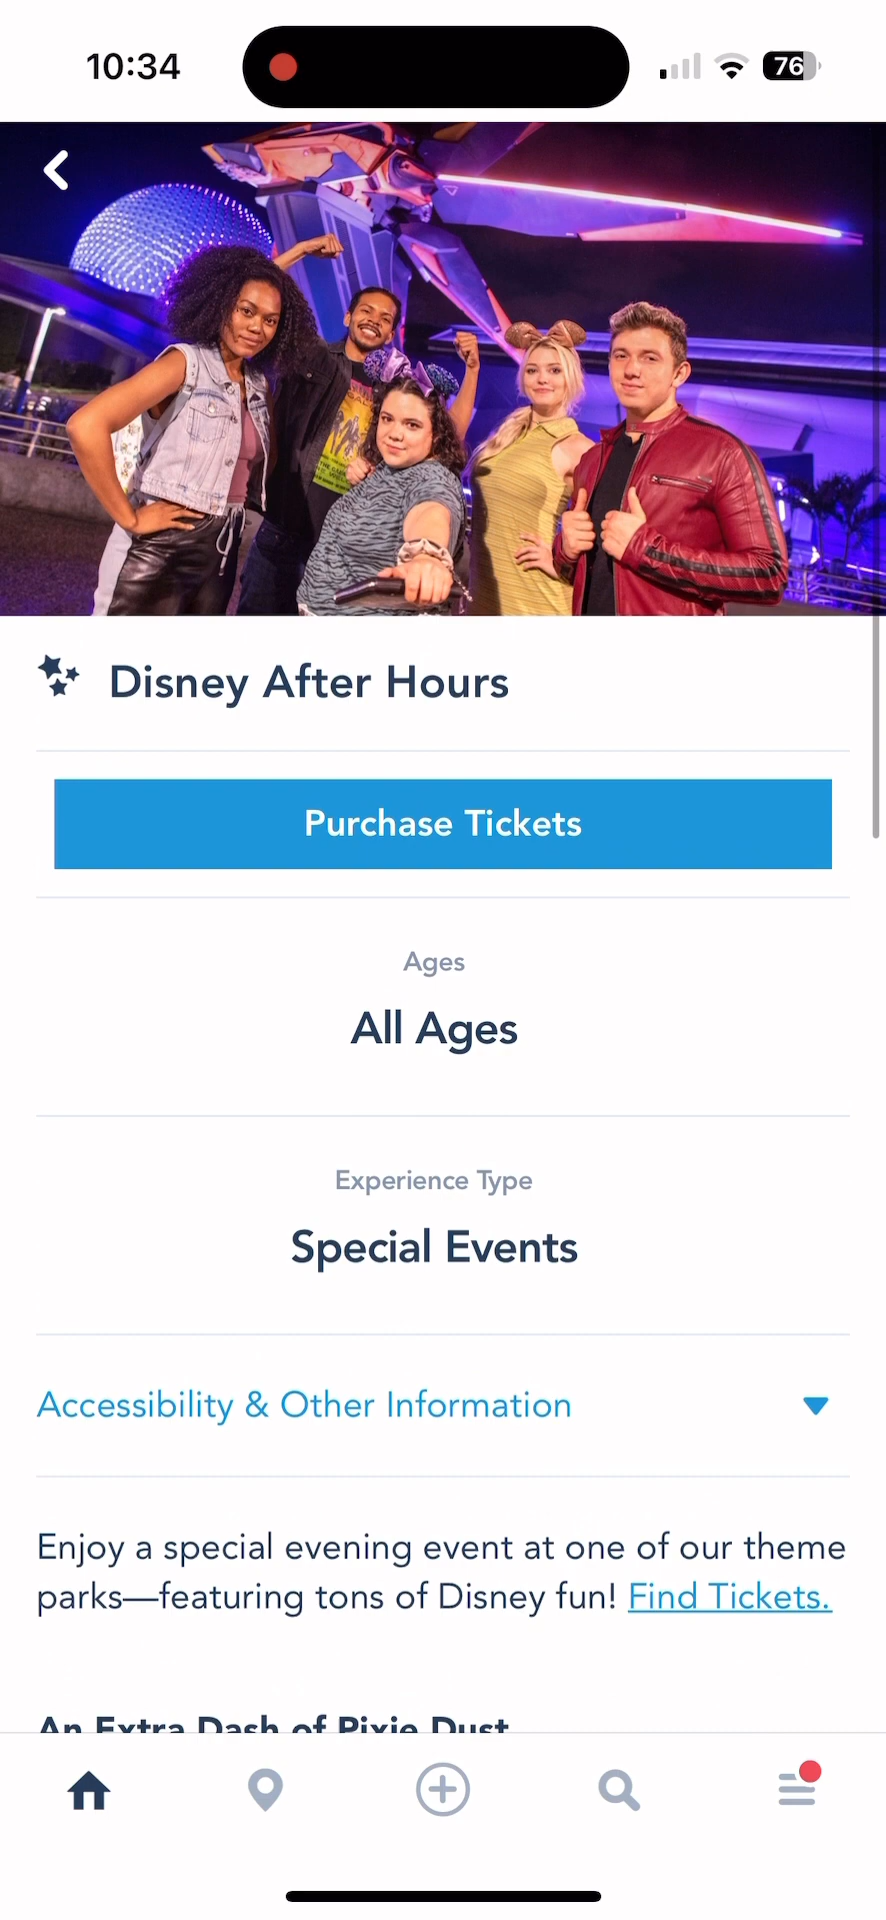 10:34
76
Disney After Hours
Purchase Tickets
Ages
All Ages
Experience Type
Special Events
Accessibility & Other Information
Enjoy a special evening event at one of our theme
parks—featuring tons of Disney fun! Find Tickets.
An Extra Dash of Pixie Dust